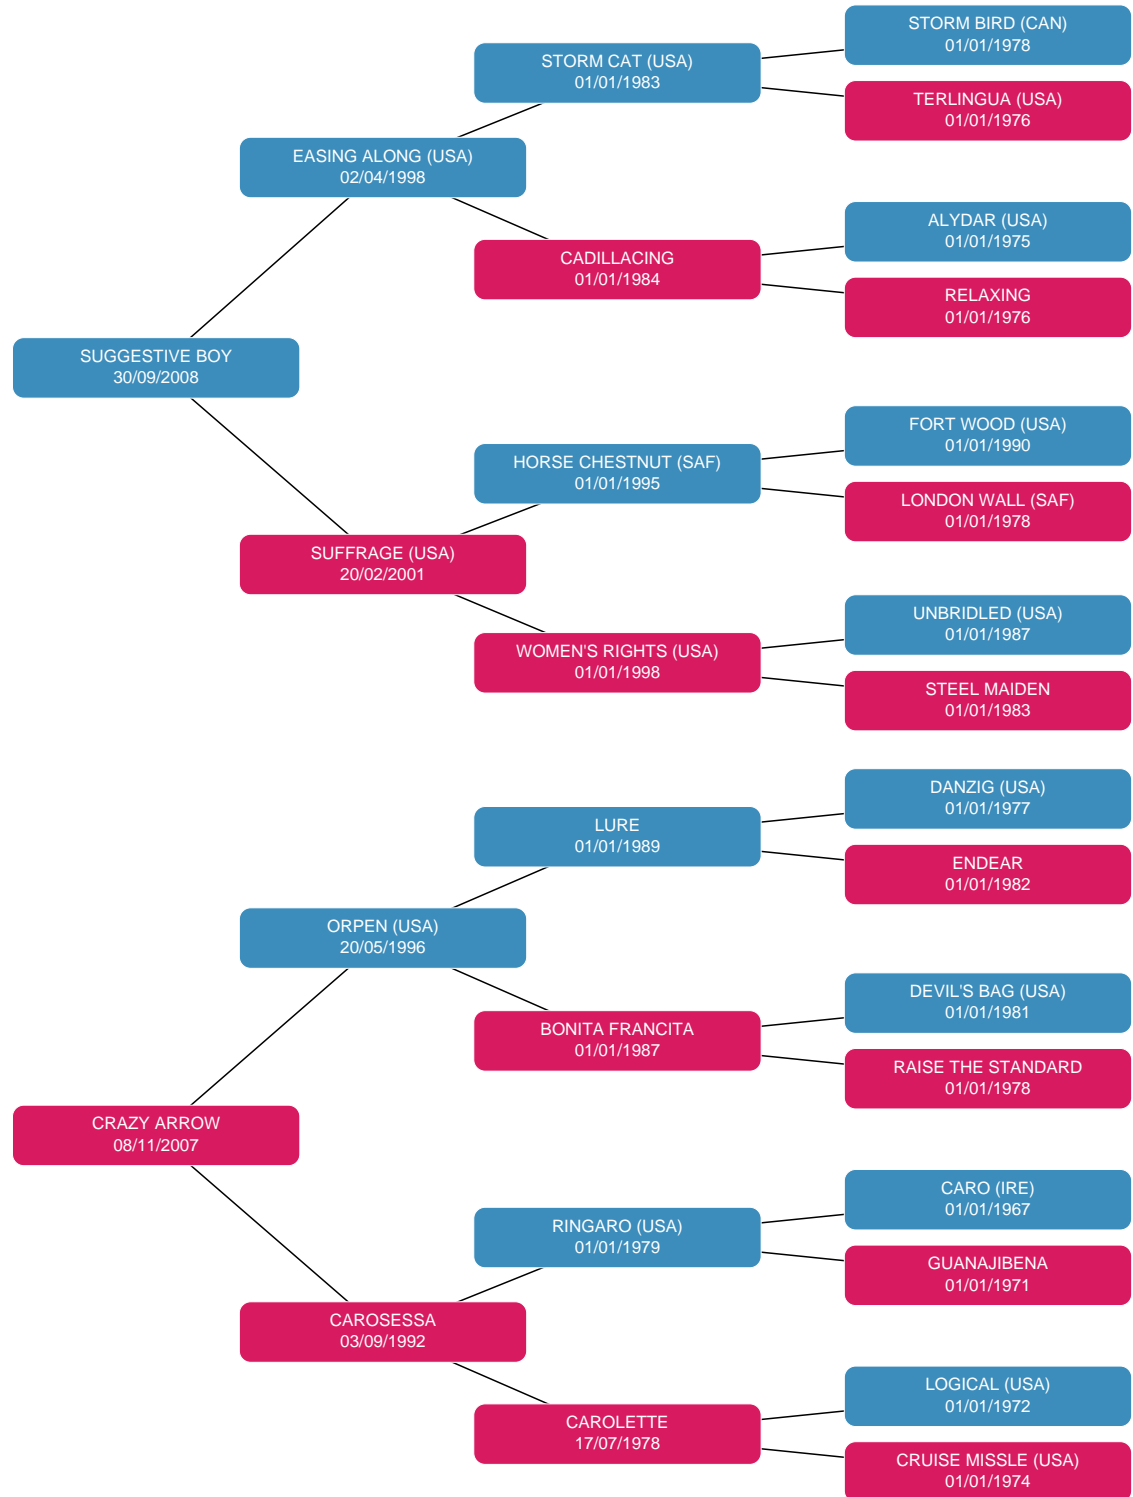 STORM BIRD (CAN)
01/01/1978
STORM CAT (USA)
01/01/1983
TERLINGUA (USA)
01/01/1976
EASING ALONG (USA)
02/04/1998
ALYDAR (USA)
01/01/1975
CADILLACING
01/01/1984
RELAXING
01/01/1976
SUGGESTIVE BOY
30/09/2008
FORT WOOD (USA)
01/01/1990
HORSE CHESTNUT (SAF)
01/01/1995
LONDON WALL (SAF)
01/01/1978
SUFFRAGE (USA)
20/02/2001
UNBRIDLED (USA)
01/01/1987
WOMEN'S RIGHTS (USA)
01/01/1998
STEEL MAIDEN
01/01/1983
DANZIG (USA)
01/01/1977
LURE
01/01/1989
ENDEAR
01/01/1982
ORPEN (USA)
20/05/1996
DEVIL'S BAG (USA)
01/01/1981
BONITA FRANCITA
01/01/1987
RAISE THE STANDARD
01/01/1978
CRAZY ARROW
08/11/2007
CARO (IRE)
01/01/1967
RINGARO (USA)
01/01/1979
GUANAJIBENA
01/01/1971
CAROSESSA
03/09/1992
LOGICAL (USA)
01/01/1972
CAROLETTE
17/07/1978
CRUISE MISSLE (USA)
01/01/1974